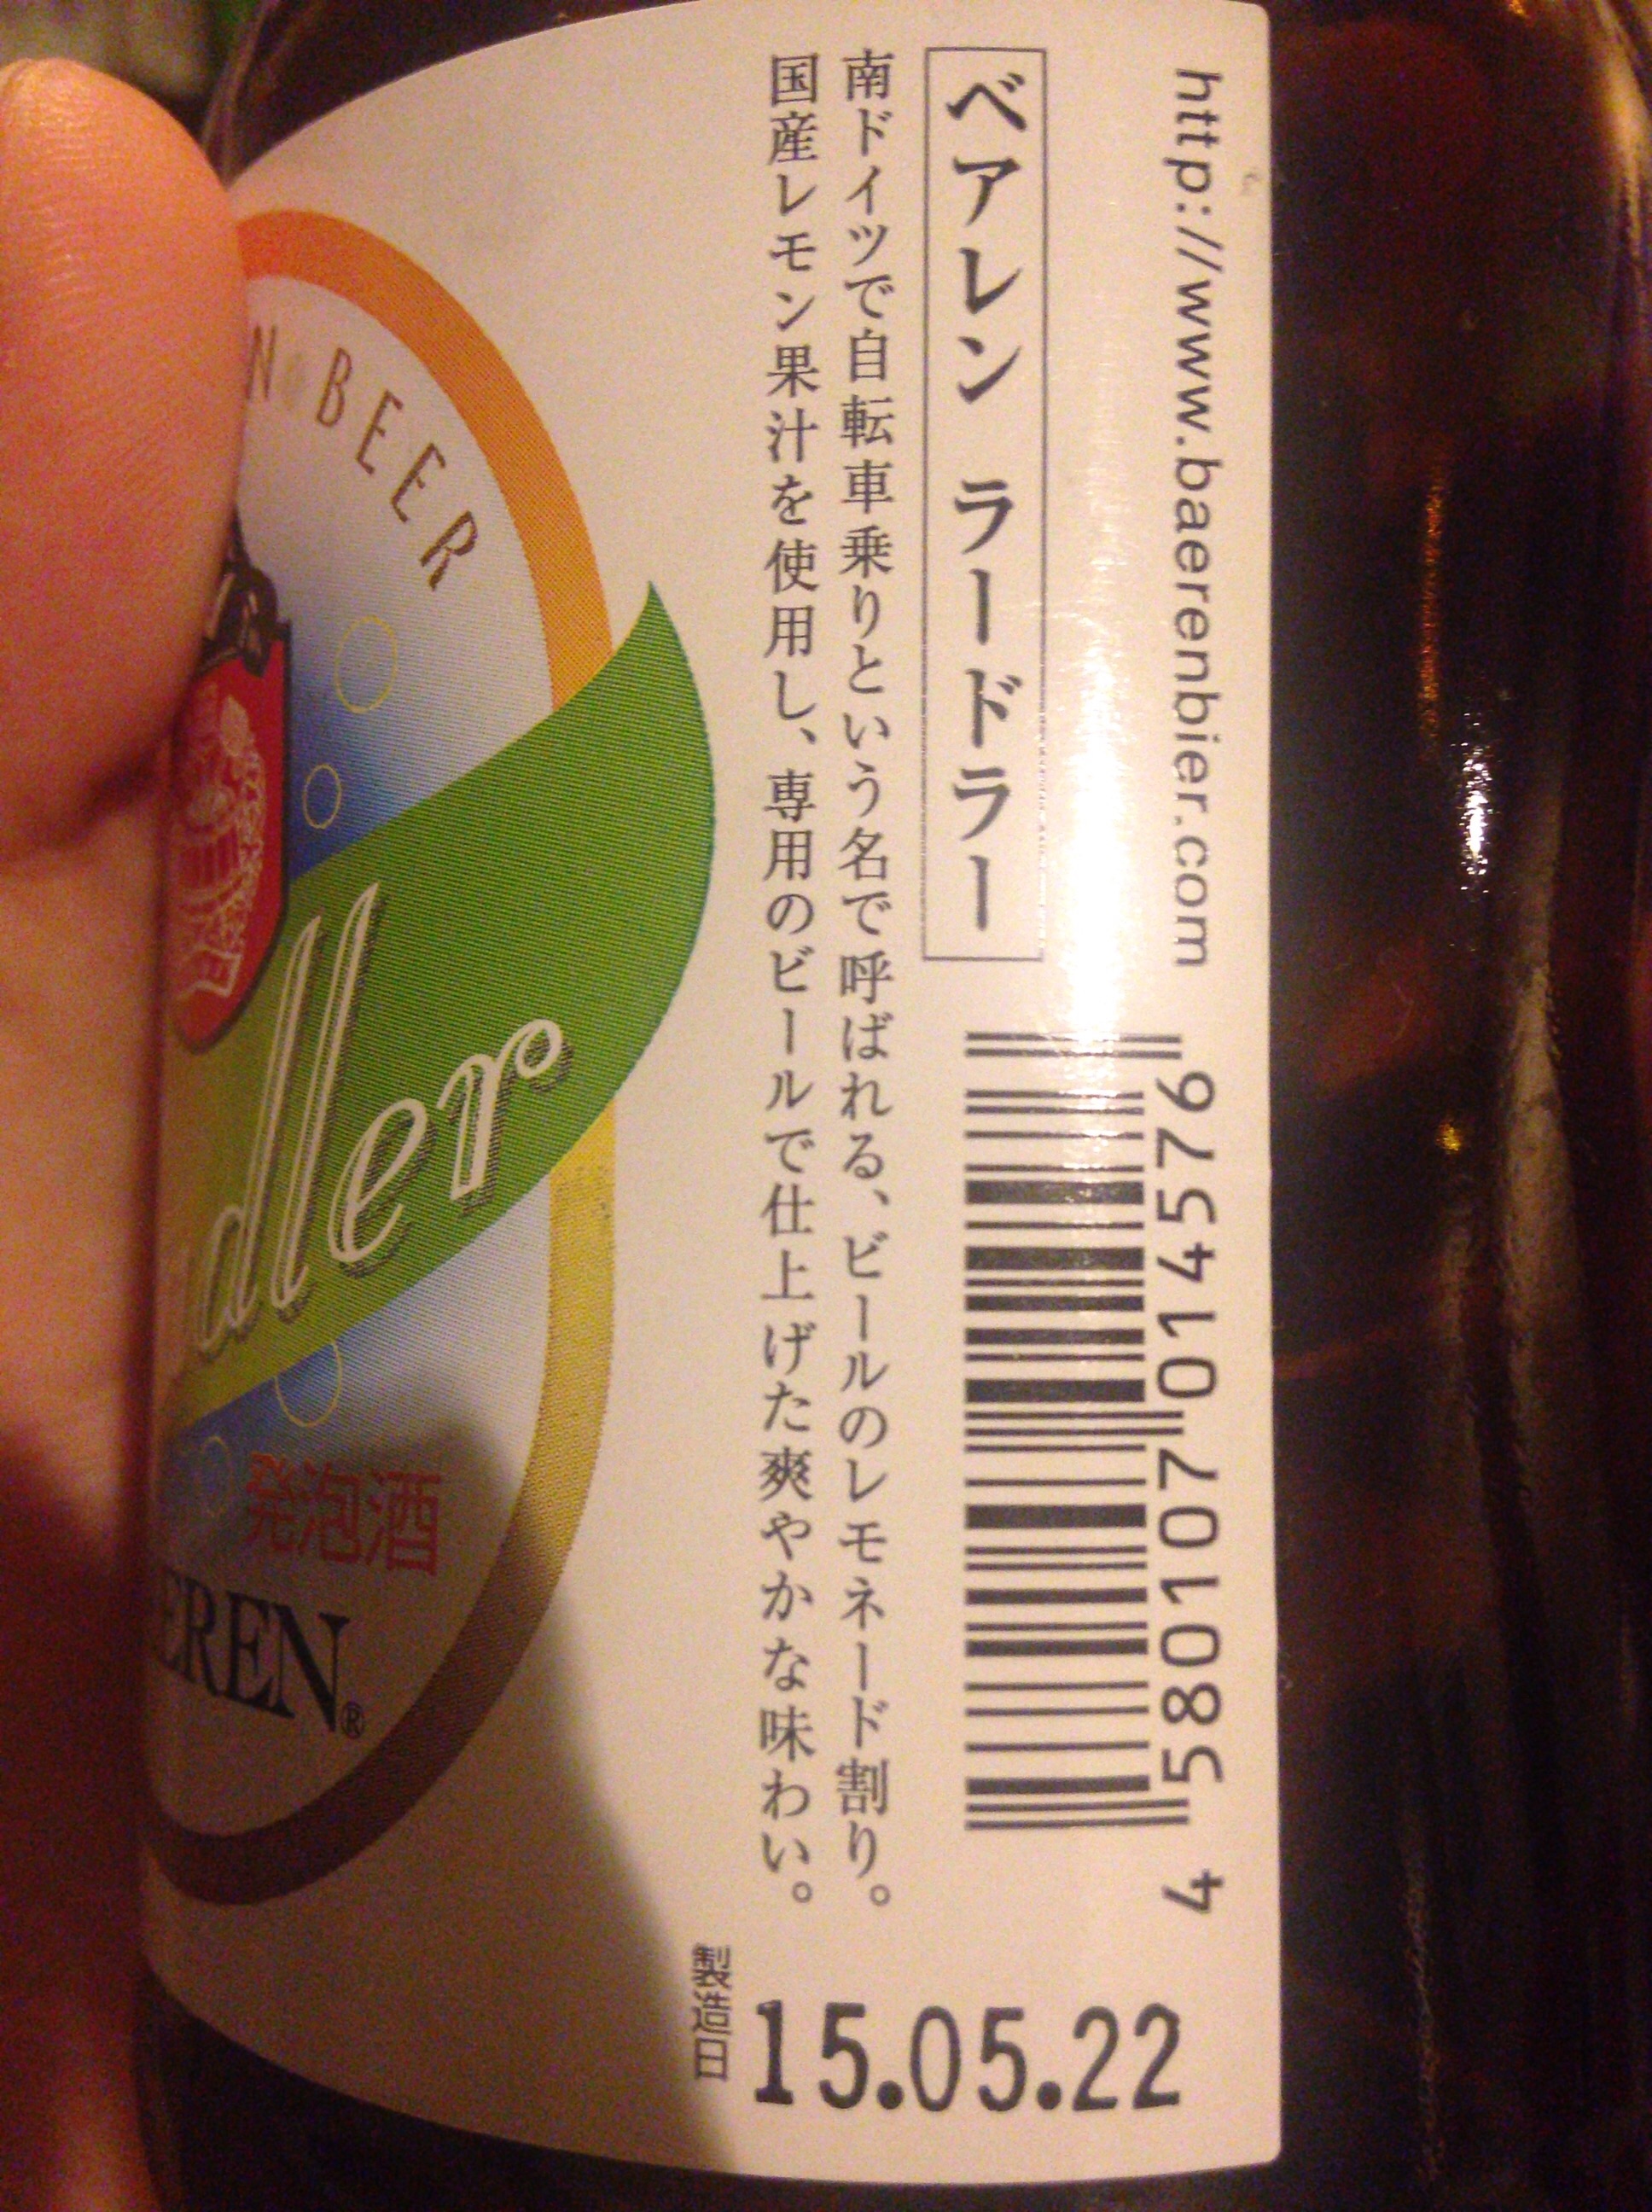 http://www.baerenbier.com
ベアレン ラードラー
南ドイツで自転車乗りという名で呼ばれる、ビールのレモネード割り。
国産レモン果汁を使用し、専用のビールで仕上げた爽やかな味わい。
4 580107 014576
製造日
15.05.22
BEER
発泡酒